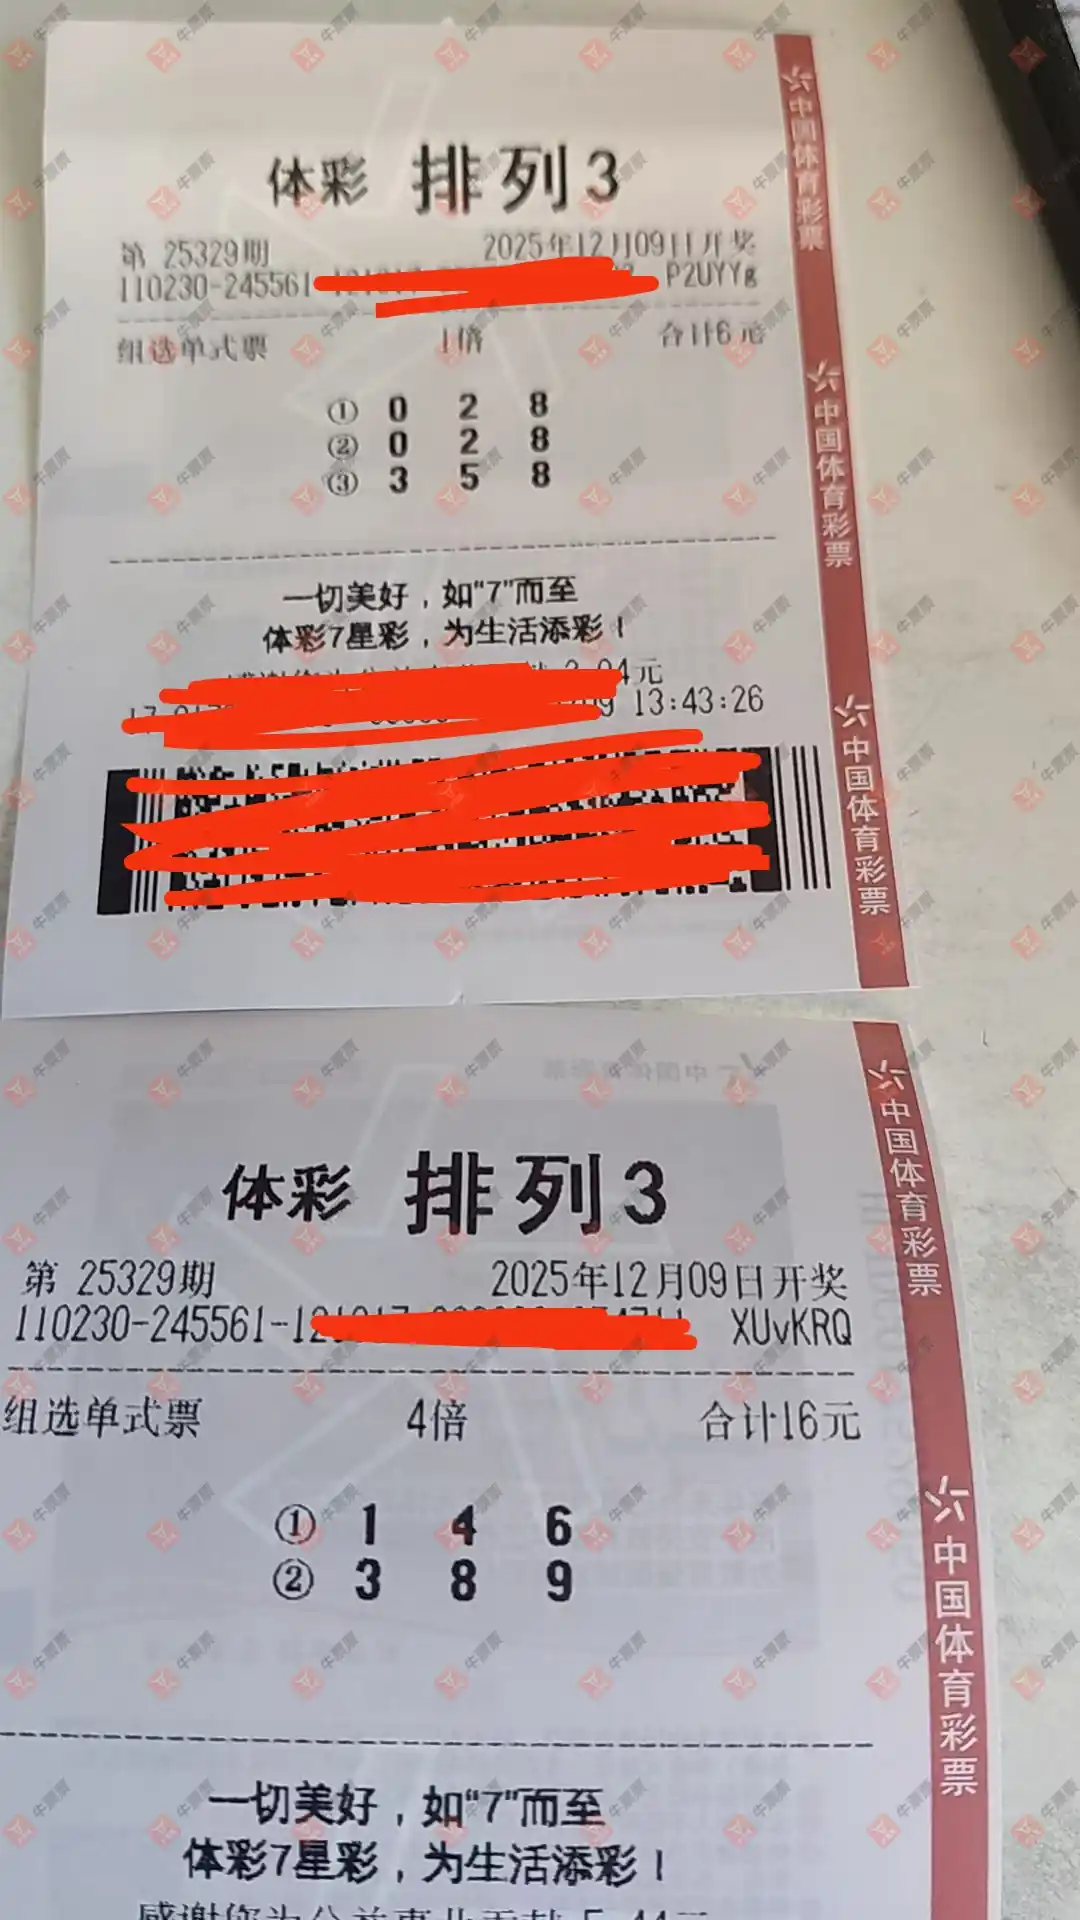 体彩 排列3
第 25329期 2025年12月09日开奖
110230-245561 P2UYYg
组选单式票 1倍 合计6元
① 0 2 8
② 0 2 8
③ 3 5 8
一切美好，如“7”而至
体彩7星彩，为生活添彩！
元
13:43:26
中国体育彩票
中国体育彩票
中国体育彩票
体彩 排列3
第 25329期 2025年12月09日开奖
110230-245561-12 XUvKRQ
组选单式票 4倍 合计16元
① 1 4 6
② 3 8 9
一切美好，如“7”而至
体彩7星彩，为生活添彩！
中国体育彩票
中国体育彩票
牛票票